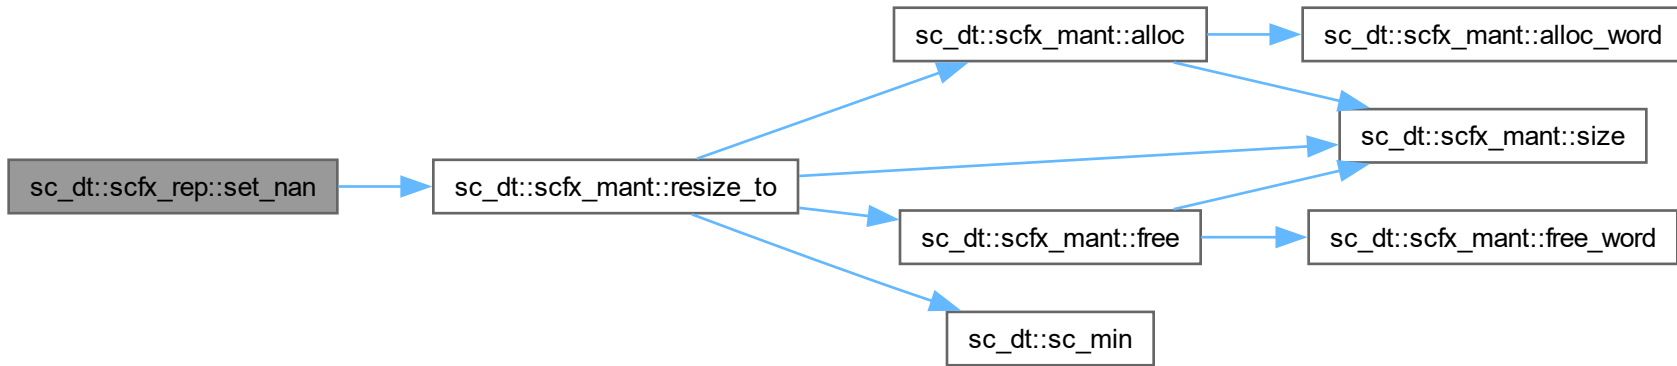 sc_dt::scfx_mant::alloc
sc_dt::scfx_mant::alloc_word
sc_dt::scfx_mant::size
sc_dt::scfx_rep::set_nan
sc_dt::scfx_mant::resize_to
sc_dt::scfx_mant::free
sc_dt::scfx_mant::free_word
sc_dt::sc_min